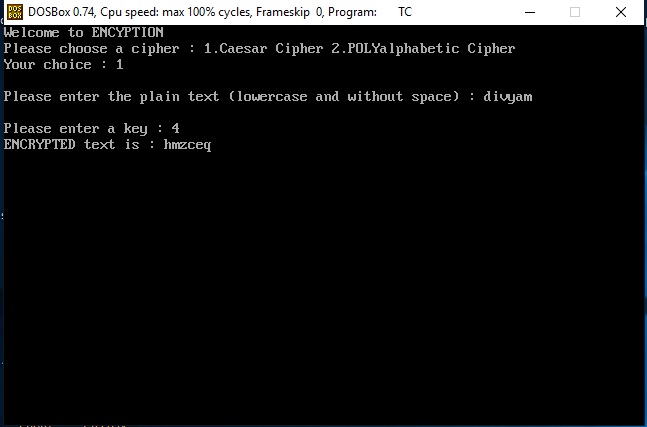 DOS
BOX
DOSBox 0.74, Cpu speed: max 100% cycles, Frameskip 0, Program: TC
Welcome to ENCYPTION
Please choose a cipher : 1.Caesar Cipher 2.POLYalphabetic Cipher
Your choice : 1
Please enter the plain text (lowercase and without space) : divyam
Please enter a key : 4
ENCRYPTED text is : hmzceq